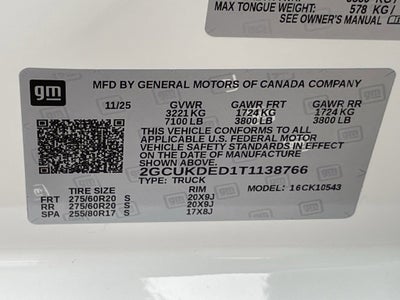 MAX TONGUE WEIGHT: 578 KG /
SEE OWNER'S MANUAL
gm
MFD BY GENERAL MOTORS OF CANADA COMPANY
11/25 GVWR GAWR FRT GAWR RR
3221 KG 1724 KG 1724 KG
7100 LB 3800 LB 3800 LB
THIS VEHICLE CONFORMS TO ALL
APPLICABLE U.S. FEDERAL MOTOR
VEHICLE SAFETY STANDARDS IN EFFECT
ON THE DATE OF MANUFACTURE SHOWN ABOVE.
2GCUKDED1T1138766
TYPE: TRUCK MODEL: 16CK10543
TIRE SIZE RIM
FRT 275/60R20 S 20X9J
RR 275/60R20 S 20X9J
SPA 255/80R17 S 17X8J